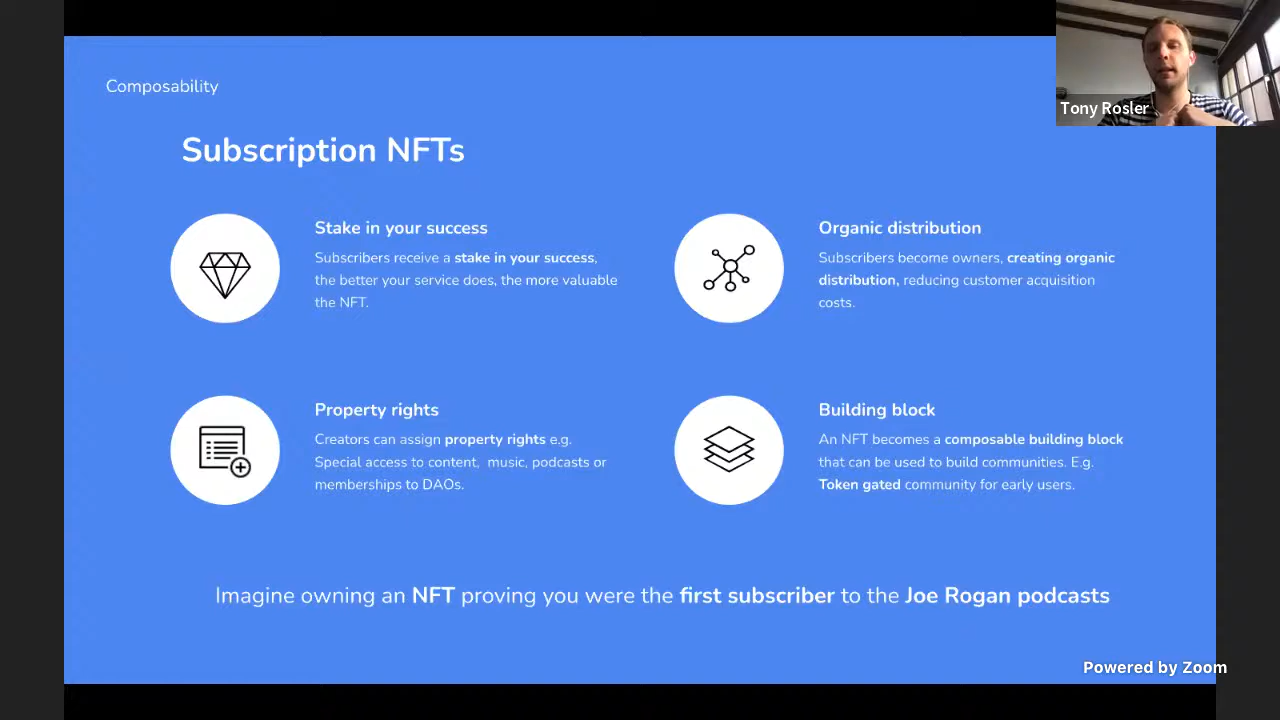 Composability
Tony Rosler
Subscription NFTs
Stake in your success
Subscribers receive a stake in your success,
the better your service does, the more valuable
the NFT.
Organic distribution
Subscribers become owners, creating organic
distribution, reducing customer acquisition
costs.
Property rights
Creators can assign property rights e.g.
Special access to content,  music, podcasts or
memberships to DAOs.
Building block
An NFT becomes a composable building block
that can be used to build communities. E.g.
Token gated community for early users.
Imagine owning an NFT proving you were the first subscriber to the Joe Rogan podcasts
Powered by Zoom